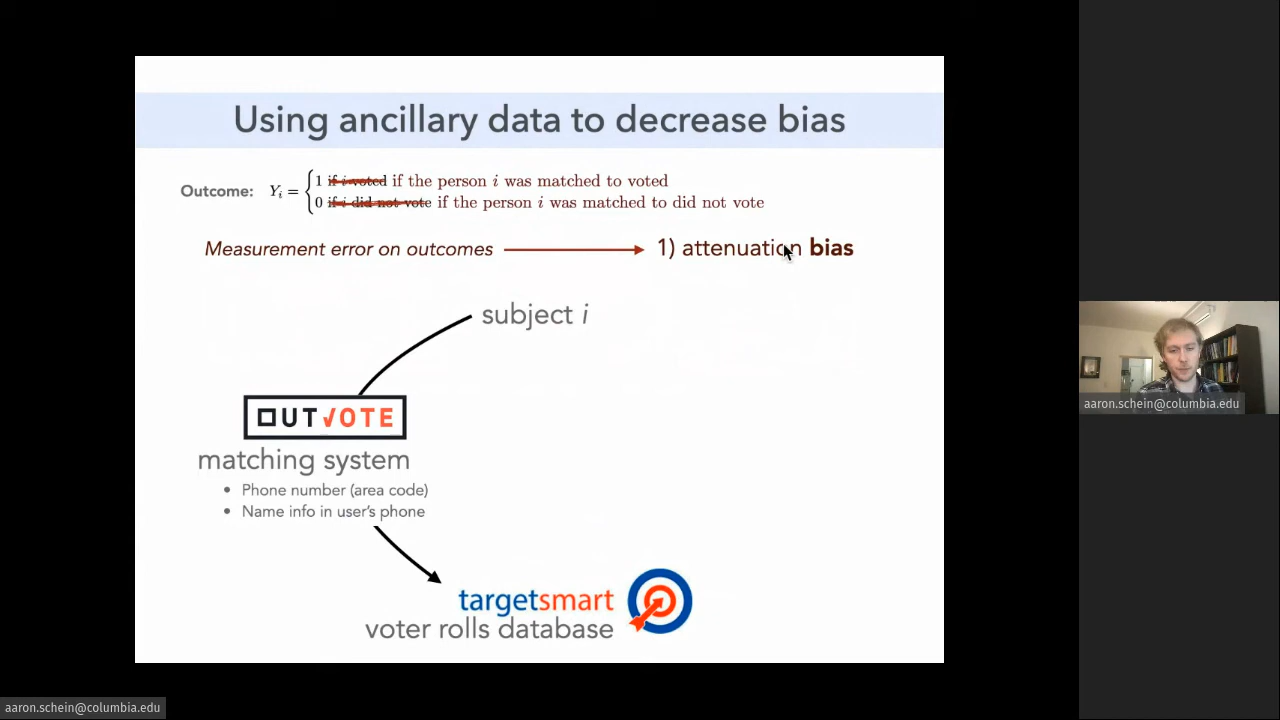 Using ancillary data to decrease bias
Outcome: Yi = { 1 if i voted if the person i was matched to voted
0 if i did not vote if the person i was matched to did not vote
Measurement error on outcomes 1) attenuation bias
subject i
OUTVOTE
matching system
• Phone number (area code)
• Name info in user's phone
targetsmart
voter rolls database
aaron.schein@columbia.edu
aaron.schein@columbia.edu